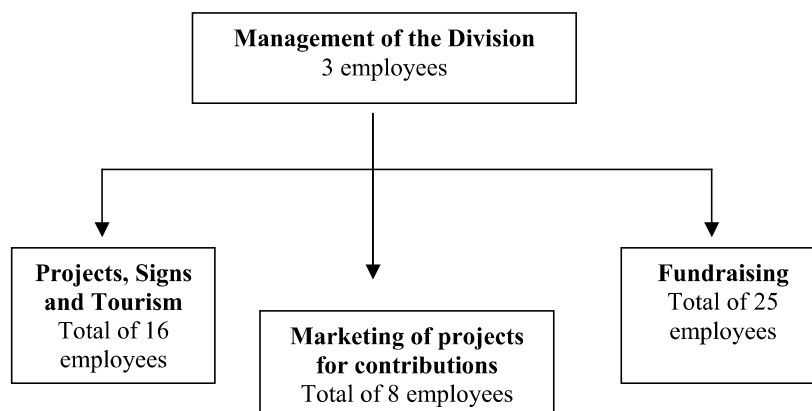 Management of the Division
3 employees
Projects, Signs
and Tourism
Total of 16
employees
Marketing of projects
for contributions
Total of 8 employees
Fundraising
Total of 25
employees